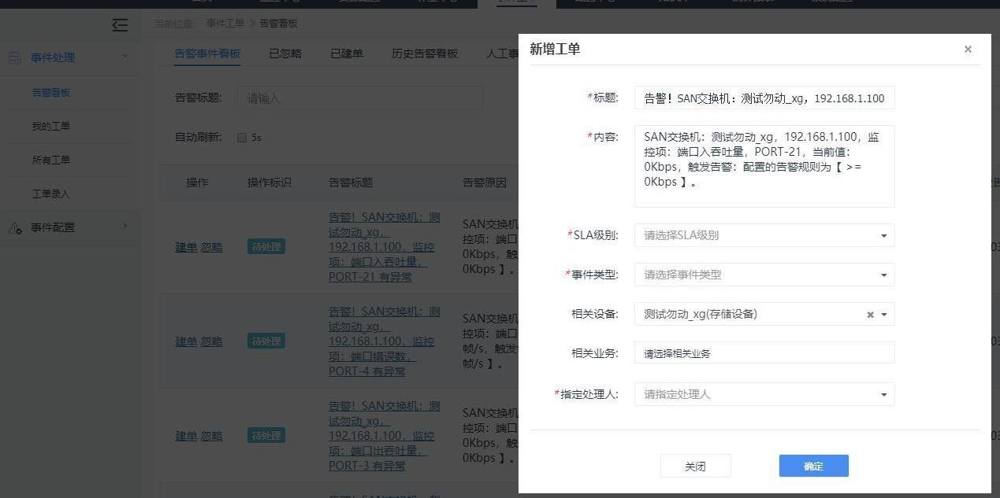 当前位置: 事件工单 > 告警看板
事件处理
告警看板
我的工单
所有工单
工单录入
事件配置
告警事件看板 已忽略 已建单 历史告警看板 人工事
告警标题: 请输入
自动刷新: 5s
操作 操作标识 告警标题 告警原因
建单 忽略
待处理
告警！SAN交换机：测
试勿动_xg，
192.168.1.100，监控
项：端口入吞吐量，
PORT-21 有异常
SAN交换机
控项：端口
0Kbps，触
0Kbps 】。
建单 忽略
待处理
告警！SAN交换机：测
试勿动_xg，
192.168.1.100，监控
项：端口错误数，
PORT-4 有异常
SAN交换机
控项：端口
帧/s，触发
帧/s 】。
建单 忽略
待处理
告警！SAN交换机：测
试勿动_xg，
192.168.1.100，监控
项：端口出吞吐量，
PORT-3 有异常
SAN交换机
控项：端口
0Kbps，触
0Kbps 】。
新增工单 ×
*标题: 告警！SAN交换机：测试勿动_xg，192.168.1.100
*内容: SAN交换机：测试勿动_xg，192.168.1.100，监
控项：端口入吞吐量，PORT-21，当前值：
0Kbps，触发告警：配置的告警规则为【 >=
0Kbps 】。
*SLA级别: 请选择SLA级别
*事件类型: 请选择事件类型
相关设备: 测试勿动_xg(存储设备)
相关业务: 请选择相关业务
*指定处理人: 请指定处理人
关闭 确定